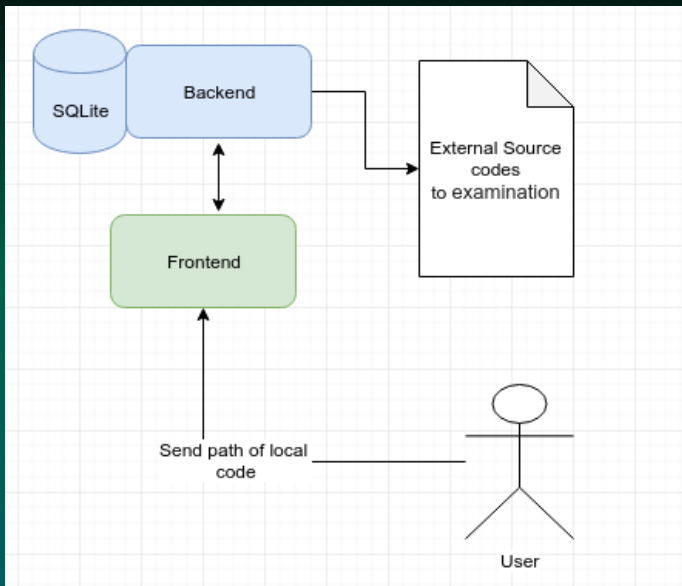 SQLite
Backend
External Source
codes
to examination
Frontend
Send path of local
code
User